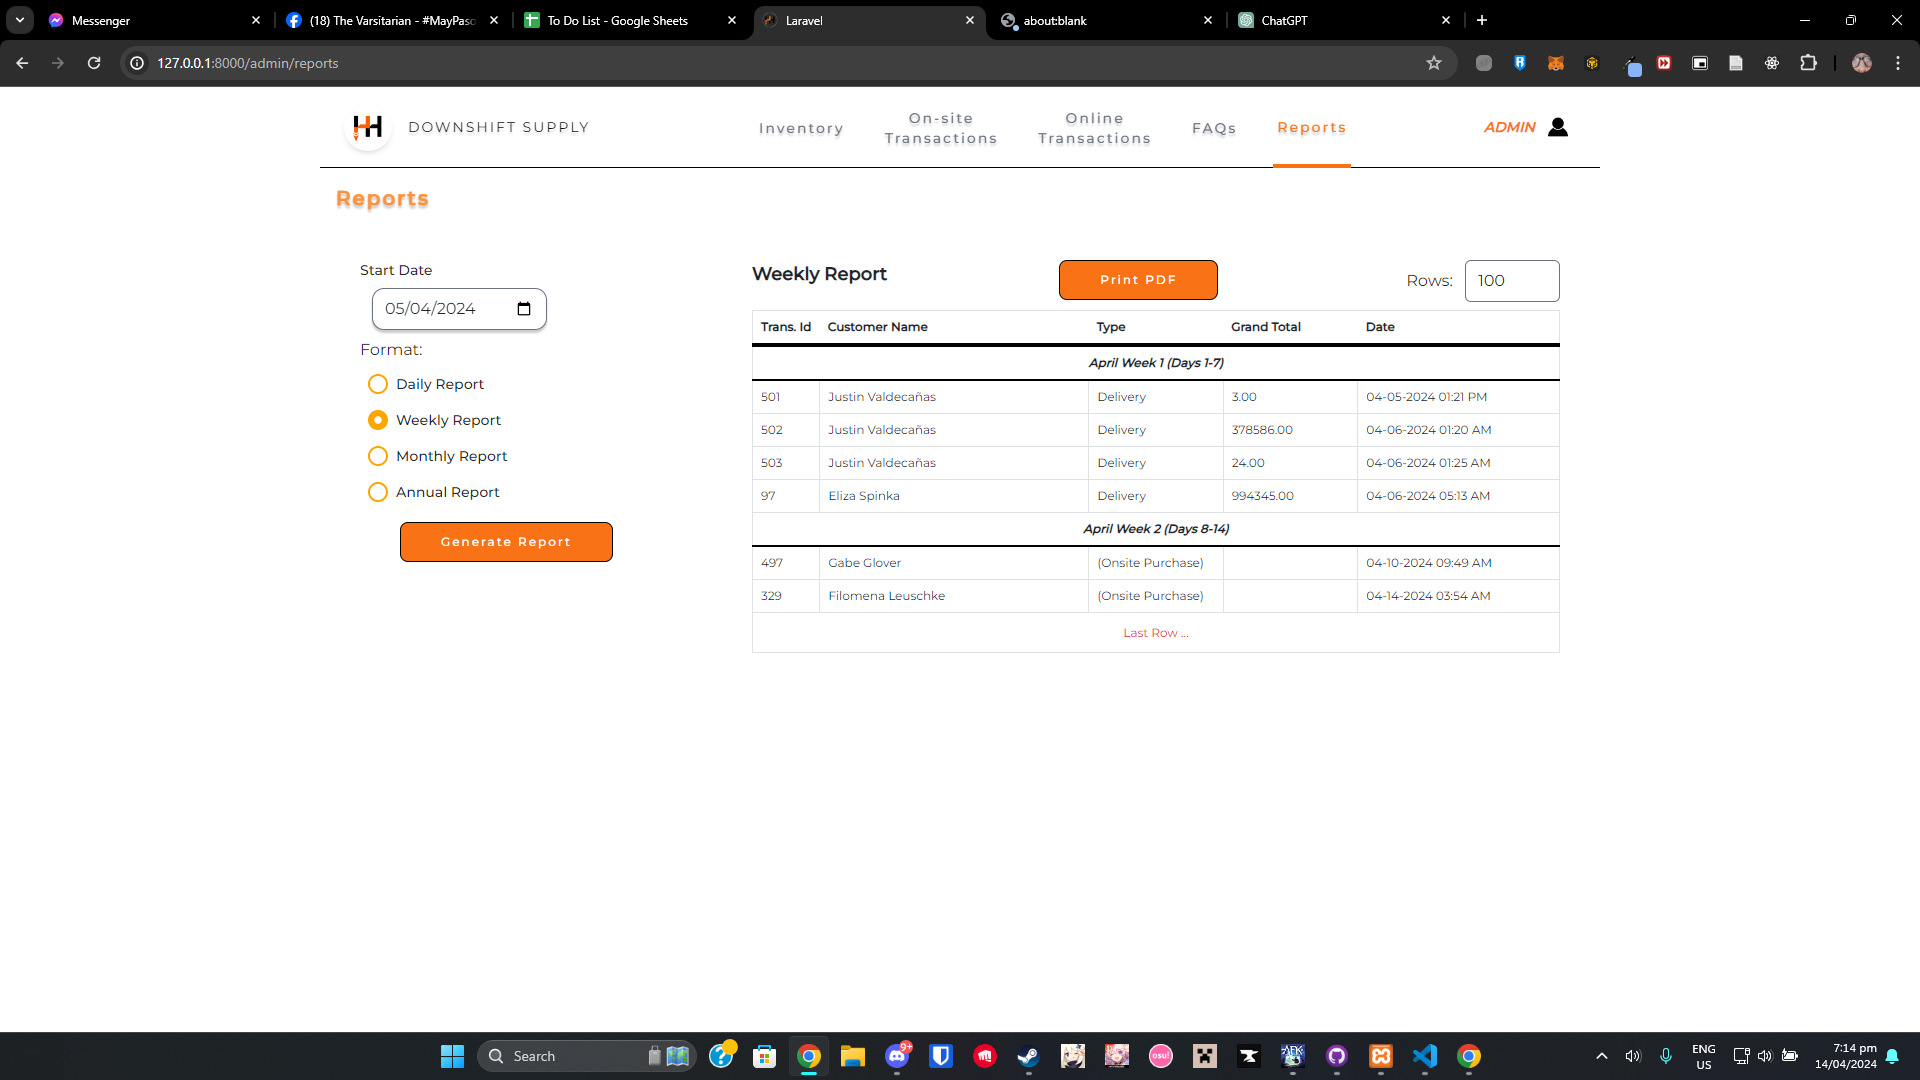 Messenger
(18) The Varsitarian - #MayPaso
To Do List - Google Sheets
Laravel
about:blank
ChatGPT
127.0.0.1:8000/admin/reports
DOWNSHIFT SUPPLY
Inventory
On-site
Transactions
Online
Transactions
FAQs
Reports
ADMIN
Reports
Start Date
05/04/2024
Format:
Daily Report
Weekly Report
Monthly Report
Annual Report
Generate Report
Weekly Report
Print PDF
Rows:
100
Trans. Id Customer Name Type Grand Total Date
April Week 1 (Days 1-7)
501 Justin Valdecañas Delivery 3.00 04-05-2024 01:21 PM
502 Justin Valdecañas Delivery 378586.00 04-06-2024 01:20 AM
503 Justin Valdecañas Delivery 24.00 04-06-2024 01:25 AM
97 Eliza Spinka Delivery 994345.00 04-06-2024 05:13 AM
April Week 2 (Days 8-14)
497 Gabe Glover (Onsite Purchase) 04-10-2024 09:49 AM
329 Filomena Leuschke (Onsite Purchase) 04-14-2024 03:54 AM
Last Row ...
Search
9+
osu!
AFK
ENG
US
7:14 pm
14/04/2024